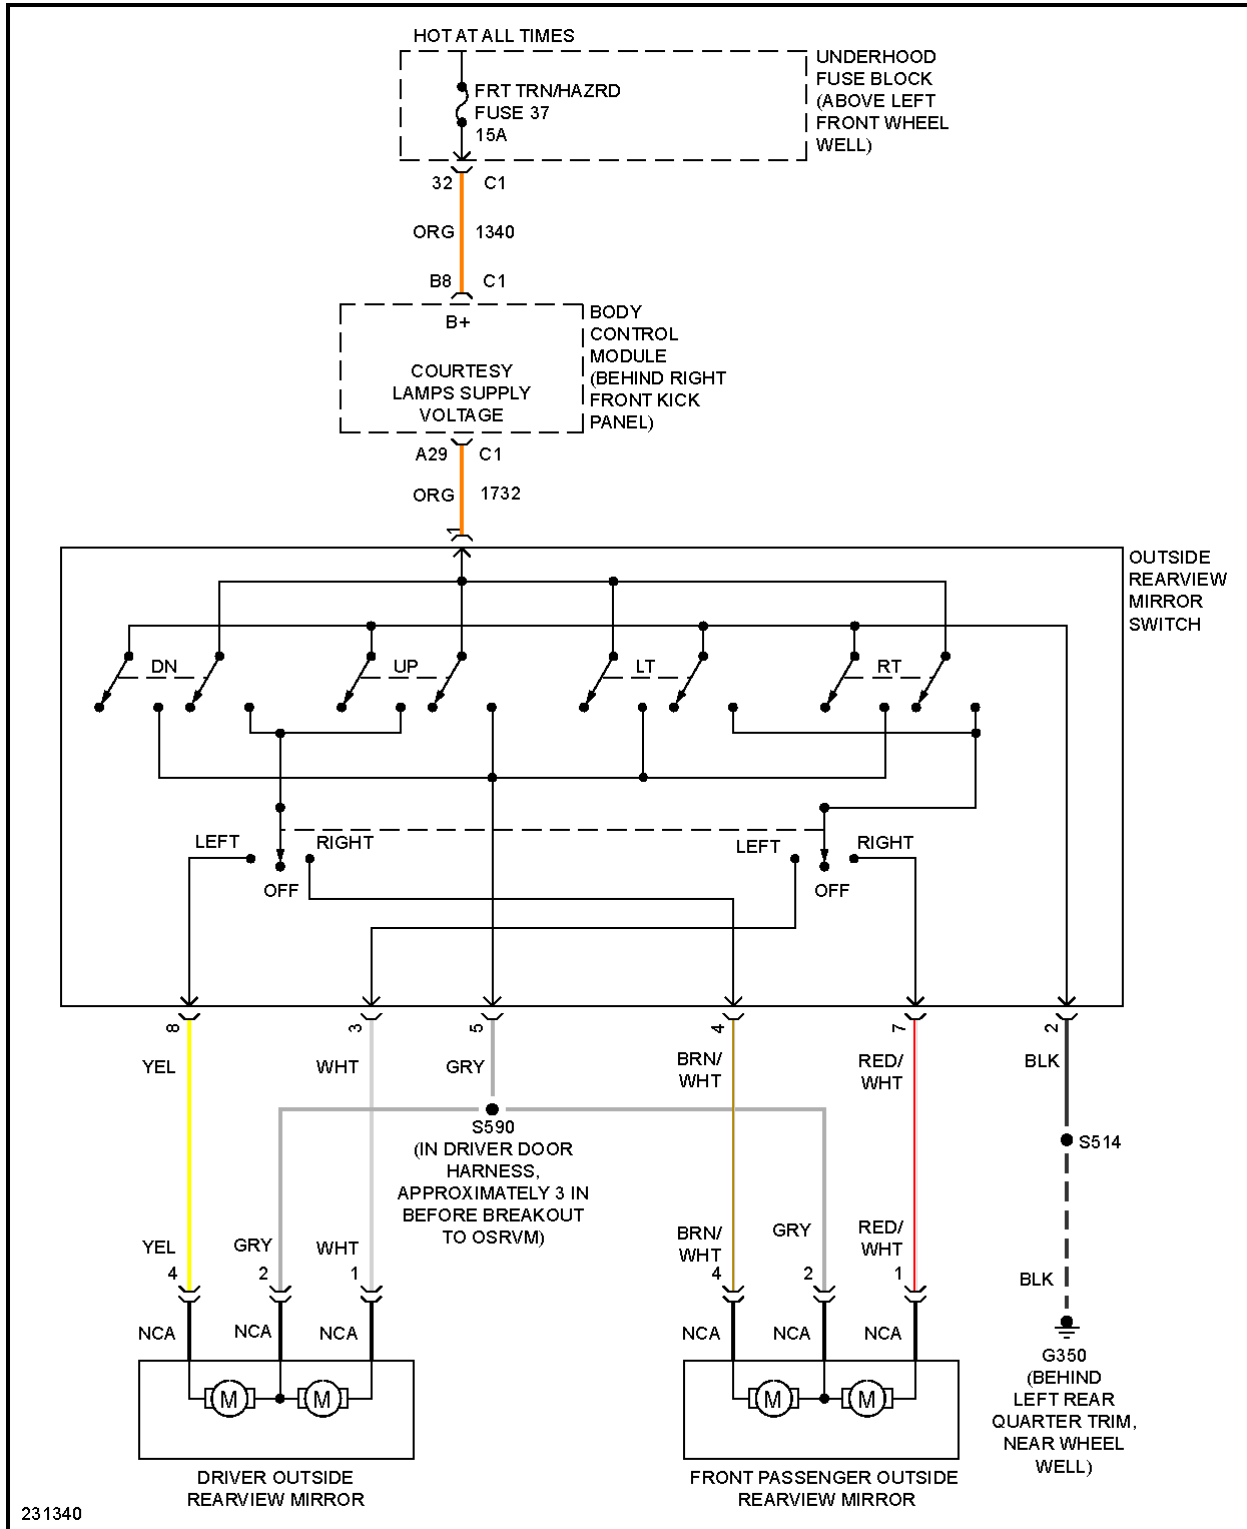 HOT AT ALL TIMES
UNDERHOOD
FUSE BLOCK
(ABOVE LEFT
FRONT WHEEL
WELL)
FRT TRN/HAZRD
FUSE 37
15A
32 C1
ORG 1340
B8 C1
B+
COURTESY
LAMPS SUPPLY
VOLTAGE
BODY
CONTROL
MODULE
(BEHIND RIGHT
FRONT KICK
PANEL)
A29 C1
ORG 1732
1
OUTSIDE
REARVIEW
MIRROR
SWITCH
DN UP LT RT
LEFT RIGHT LEFT RIGHT
OFF OFF
8 3 5 4 7 2
YEL WHT GRY BRN/
WHT RED/
WHT BLK
S590
(IN DRIVER DOOR
HARNESS,
APPROXIMATELY 3 IN
BEFORE BREAKOUT
TO OSRVM)
S514
YEL GRY WHT BRN/
WHT GRY RED/
WHT
4 2 1 4 2 1
BLK
NCA NCA NCA NCA NCA NCA
G350
(BEHIND
LEFT REAR
QUARTER TRIM,
NEAR WHEEL
WELL)
M M M M
DRIVER OUTSIDE
REARVIEW MIRROR
FRONT PASSENGER OUTSIDE
REARVIEW MIRROR
231340